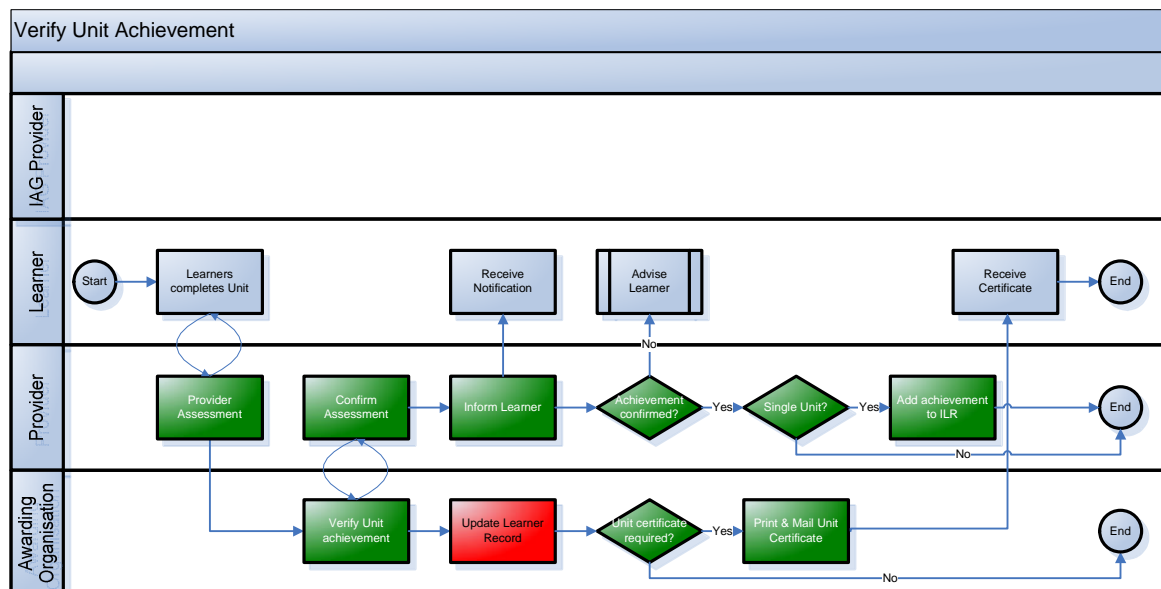 Verify Unit Achievement
IAG Provider
Learner
Start
Learners
completes Unit
Receive
Notification
Advise
Learner
Receive
Certificate
End
No
Provider
Provider
Assessment
Confirm
Assessment
Inform Learner
Achievement
confirmed?
Yes
Single Unit?
Yes
Add achievement
to ILR
End
No
Awarding
Organisation
Verify Unit
achievement
Update Learner
Record
Unit certificate
required?
Yes
Print & Mail Unit
Certificate
End
No